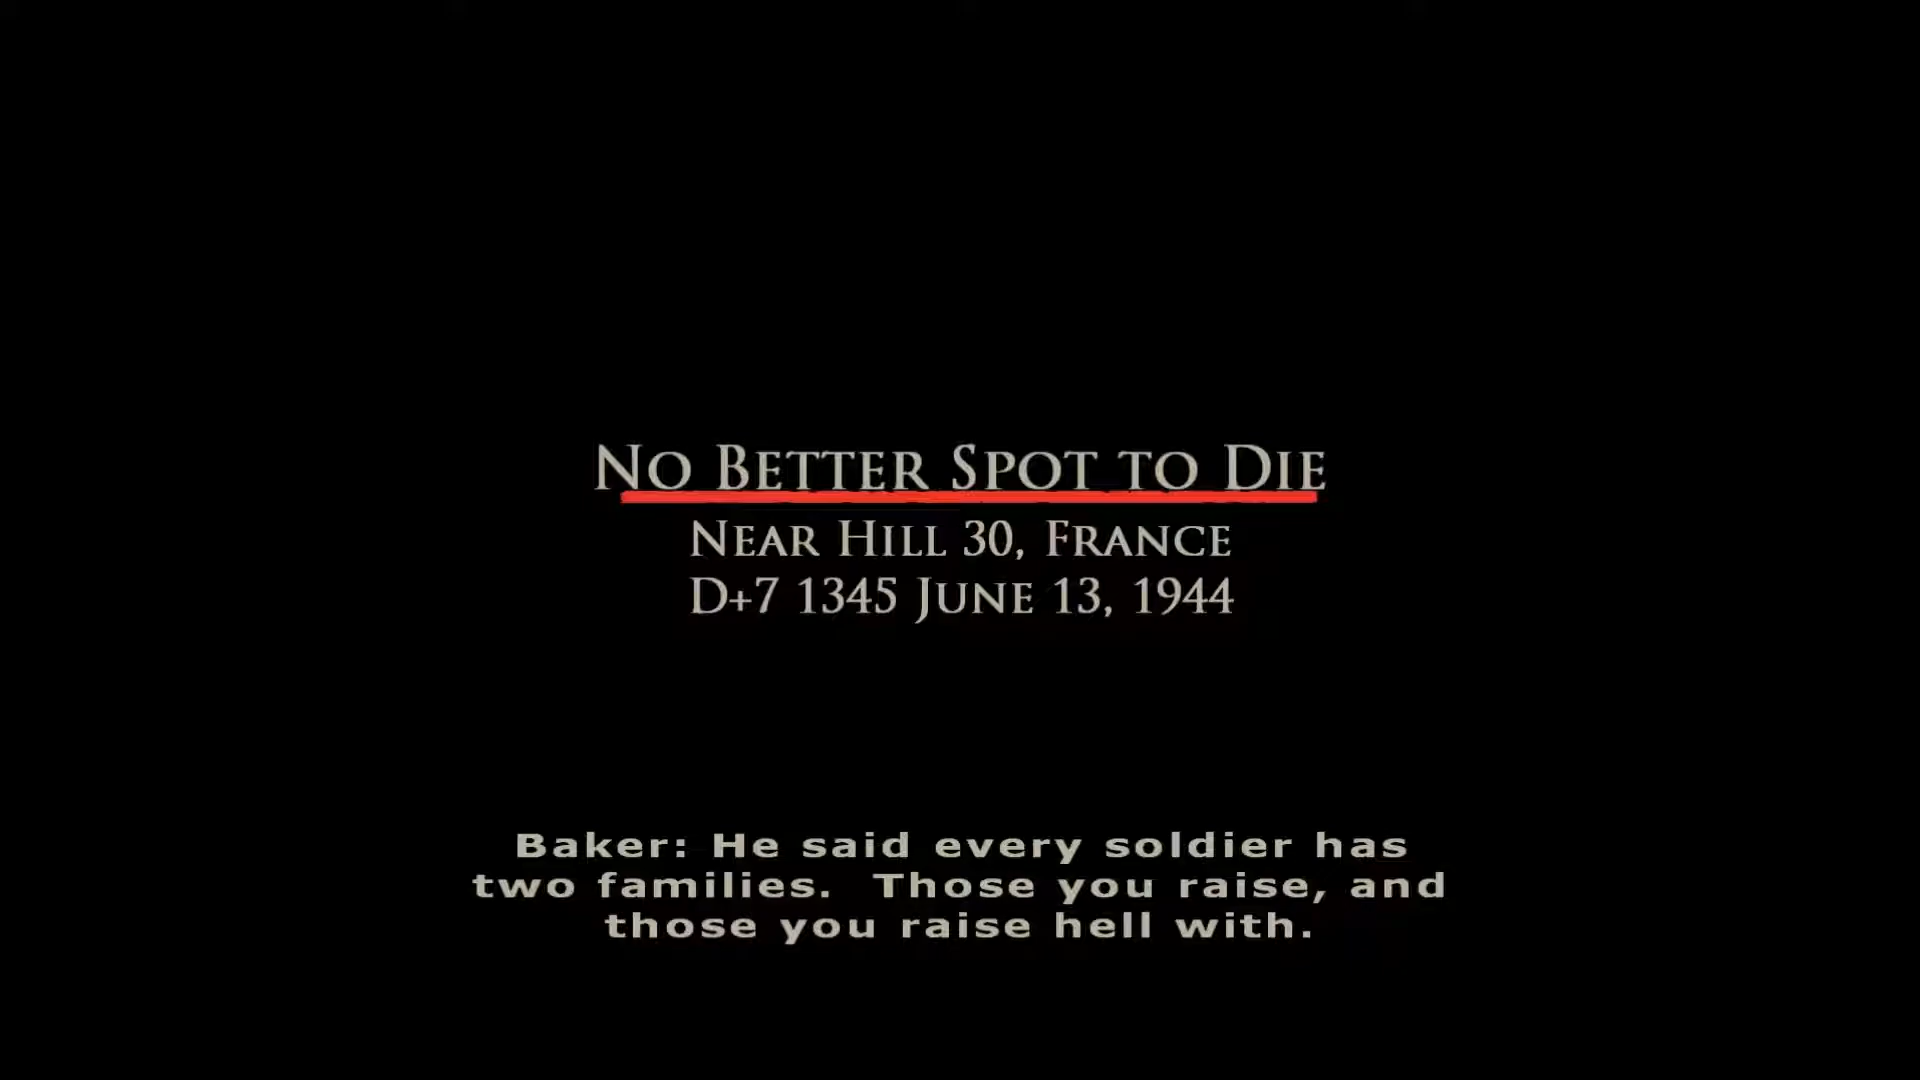 No Better Spot to Die
Near Hill 30, France
D+7 1345 June 13, 1944
Baker: He said every soldier has
two families.  Those you raise, and
those you raise hell with.